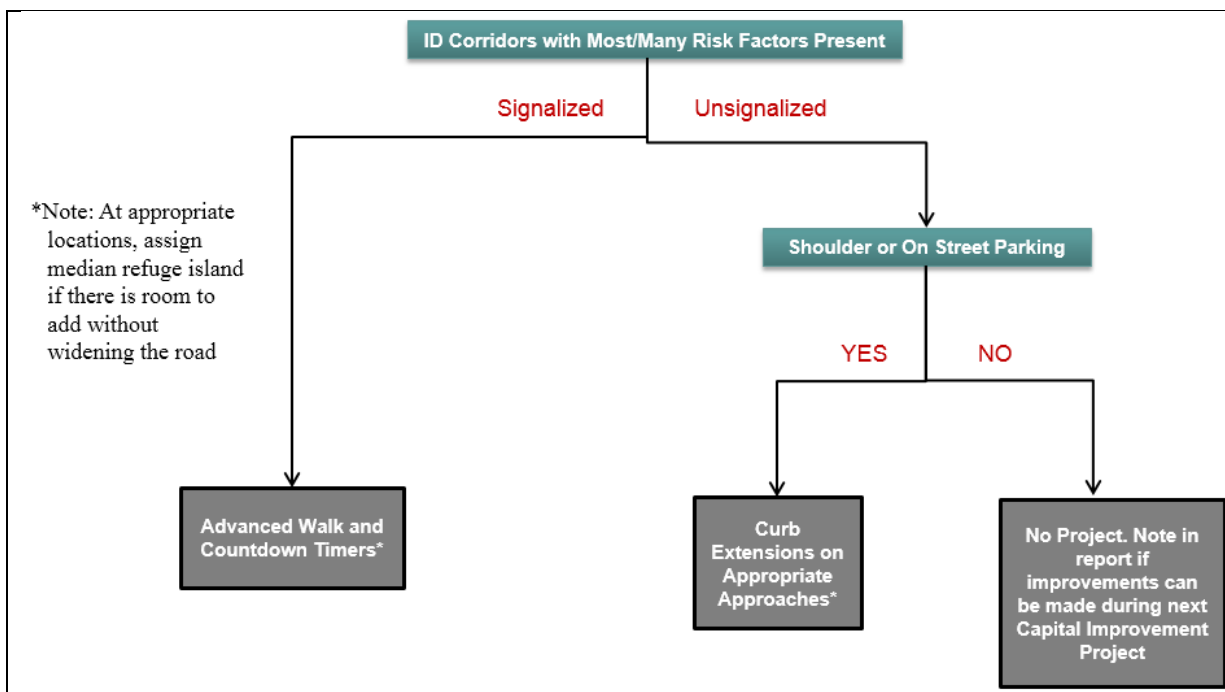 ID Corridors with Most/Many Risk Factors Present
Signalized
Unsignalized
*Note: At appropriate
locations, assign
median refuge island
if there is room to
add without
widening the road
Shoulder or On Street Parking
YES
NO
Advanced Walk and
Countdown Timers*
Curb
Extensions on
Appropriate
Approaches*
No Project. Note in
report if
improvements can
be made during next
Capital Improvement
Project